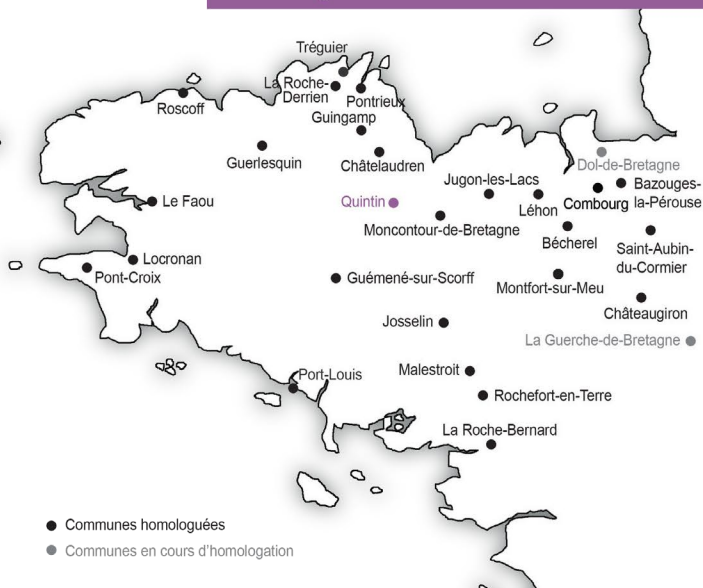 Tréguier
La Roche-
Derrien
Pontrieux
Roscoff
Guingamp
Guerlesquin
Châtelaudren
Dol-de-Bretagne
Jugon-les-Lacs
Bazouges-
la-Pérouse
Combourg
Le Faou
Quintin
Léhon
Moncontour-de-Bretagne
Bécherel
Saint-Aubin-
du-Cormier
Locronan
Pont-Croix
Guémené-sur-Scorff
Montfort-sur-Meu
Châteaugiron
Josselin
La Guerche-de-Bretagne
Port-Louis
Malestroit
Rochefort-en-Terre
La Roche-Bernard
Communes homologuées
Communes en cours d'homologation